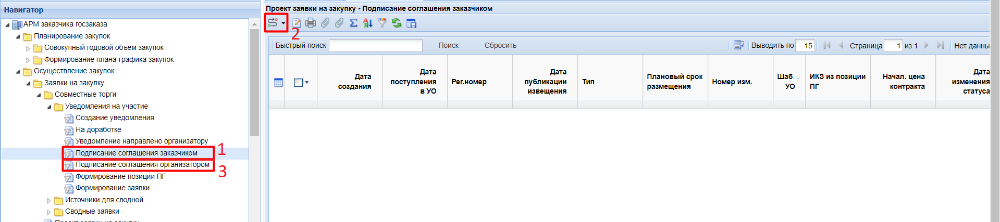 Навигатор
АРМ заказчика госзаказа
Планирование закупок
Совокупный годовой объем закупок
Формирование плана-графика закупок
Осуществление закупок
Заявки на закупку
Совместные торги
Уведомления на участие
Создание уведомления
На доработке
Уведомление направлено организатору
Подписание соглашения заказчиком 1
Подписание соглашения организатором 3
Формирование позиции ПГ
Формирование заявки
Источники для сводной
Сводные заявки
Проект заявки на закупку - Подписание соглашения заказчиком
2
Быстрый поиск Поиск Сбросить Выводить по 15 Страница 1 из 1 Нет данны
Дата создания
Дата поступления в УО
Рег.номер
Дата публикации извещения
Тип
Плановый срок размещения
Номер изм.
Шаб... УО
ИКЗ из позиции ПГ
Начал. цена контракта
Дата изменения статуса